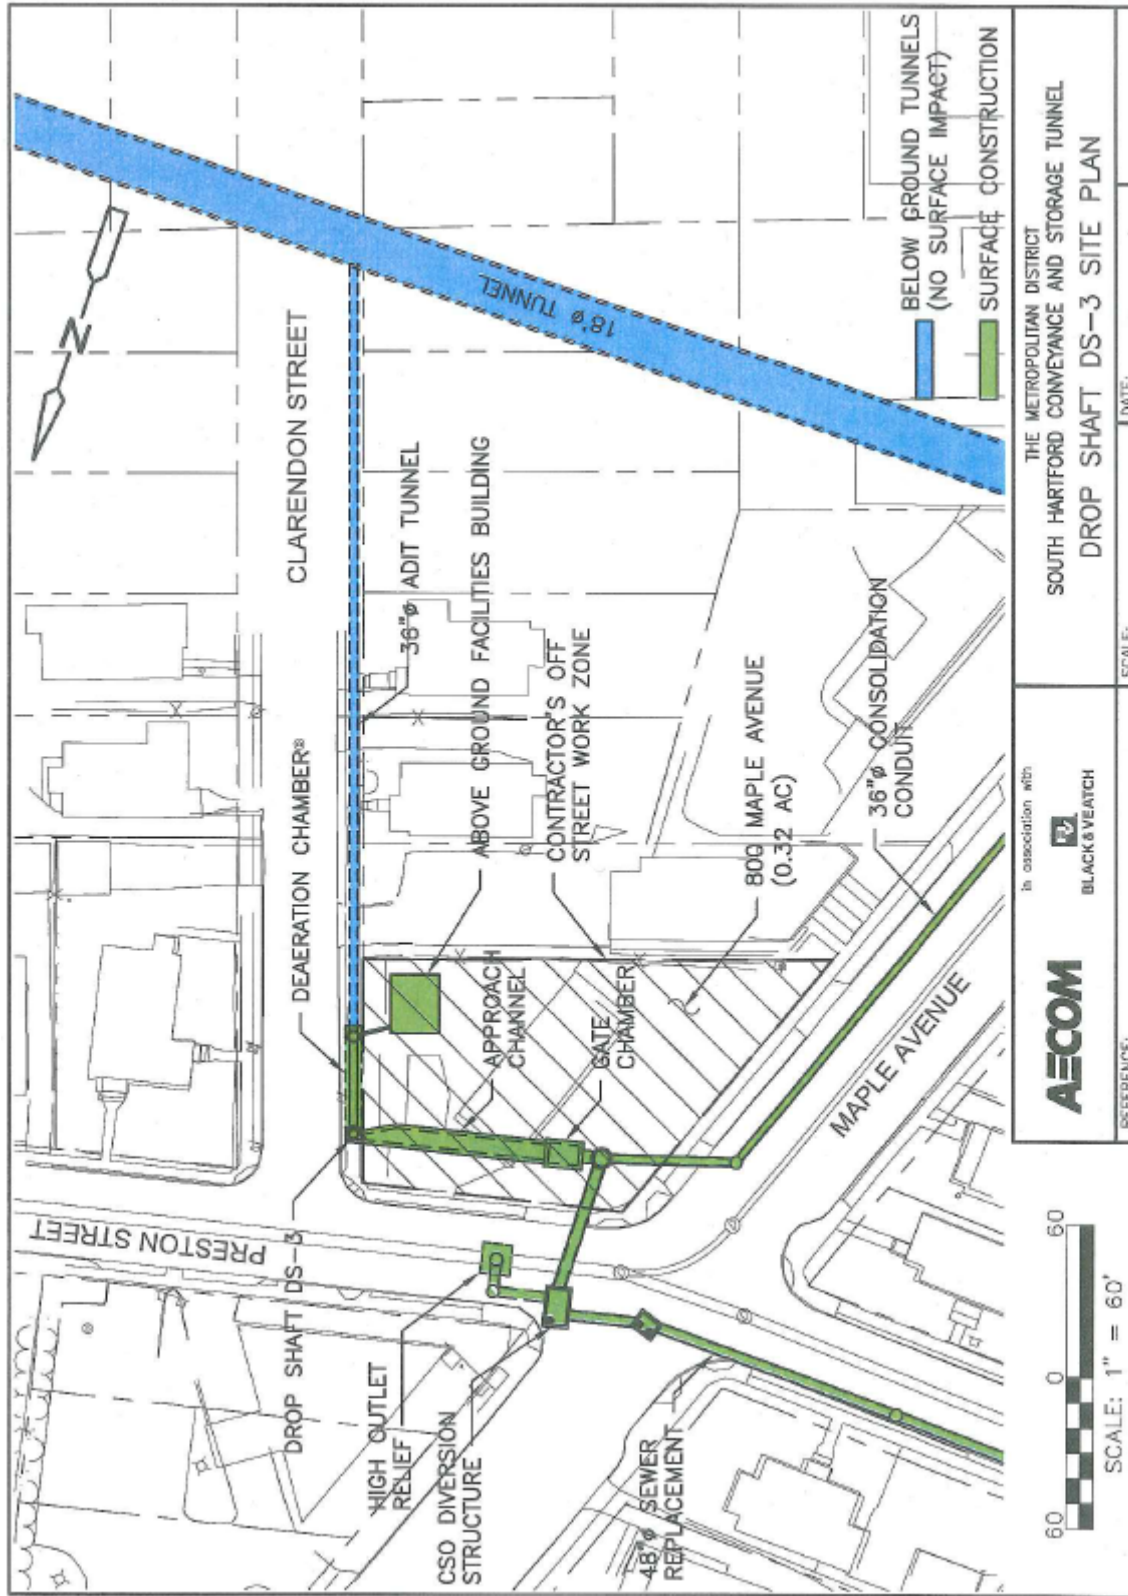 CLARENDON STREET
18'ø TUNNEL
N
BELOW GROUND TUNNELS
(NO SURFACE IMPACT)
SURFACE CONSTRUCTION
36"ø ADIT TUNNEL
DEAERATION CHAMBER
ABOVE GROUND FACILITIES BUILDING
CONTRACTOR'S OFF
STREET WORK ZONE
800 MAPLE AVENUE
(0.32 AC)
36"ø CONSOLIDATION
CONDUIT
APPROACH
CHANNEL
GATE
CHAMBER
MAPLE AVENUE
PRESTON STREET
DROP SHAFT DS-3
HIGH OUTLET
RELIEF
CSO DIVERSION
STRUCTURE
48"ø SEWER
REPLACEMENT
60 0 60
SCALE: 1" = 60'
AECOM
in association with
BLACK & VEATCH
THE METROPOLITAN DISTRICT
SOUTH HARTFORD CONVEYANCE AND STORAGE TUNNEL
DROP SHAFT DS-3 SITE PLAN
REFERENCE:
SCALE:
DATE: